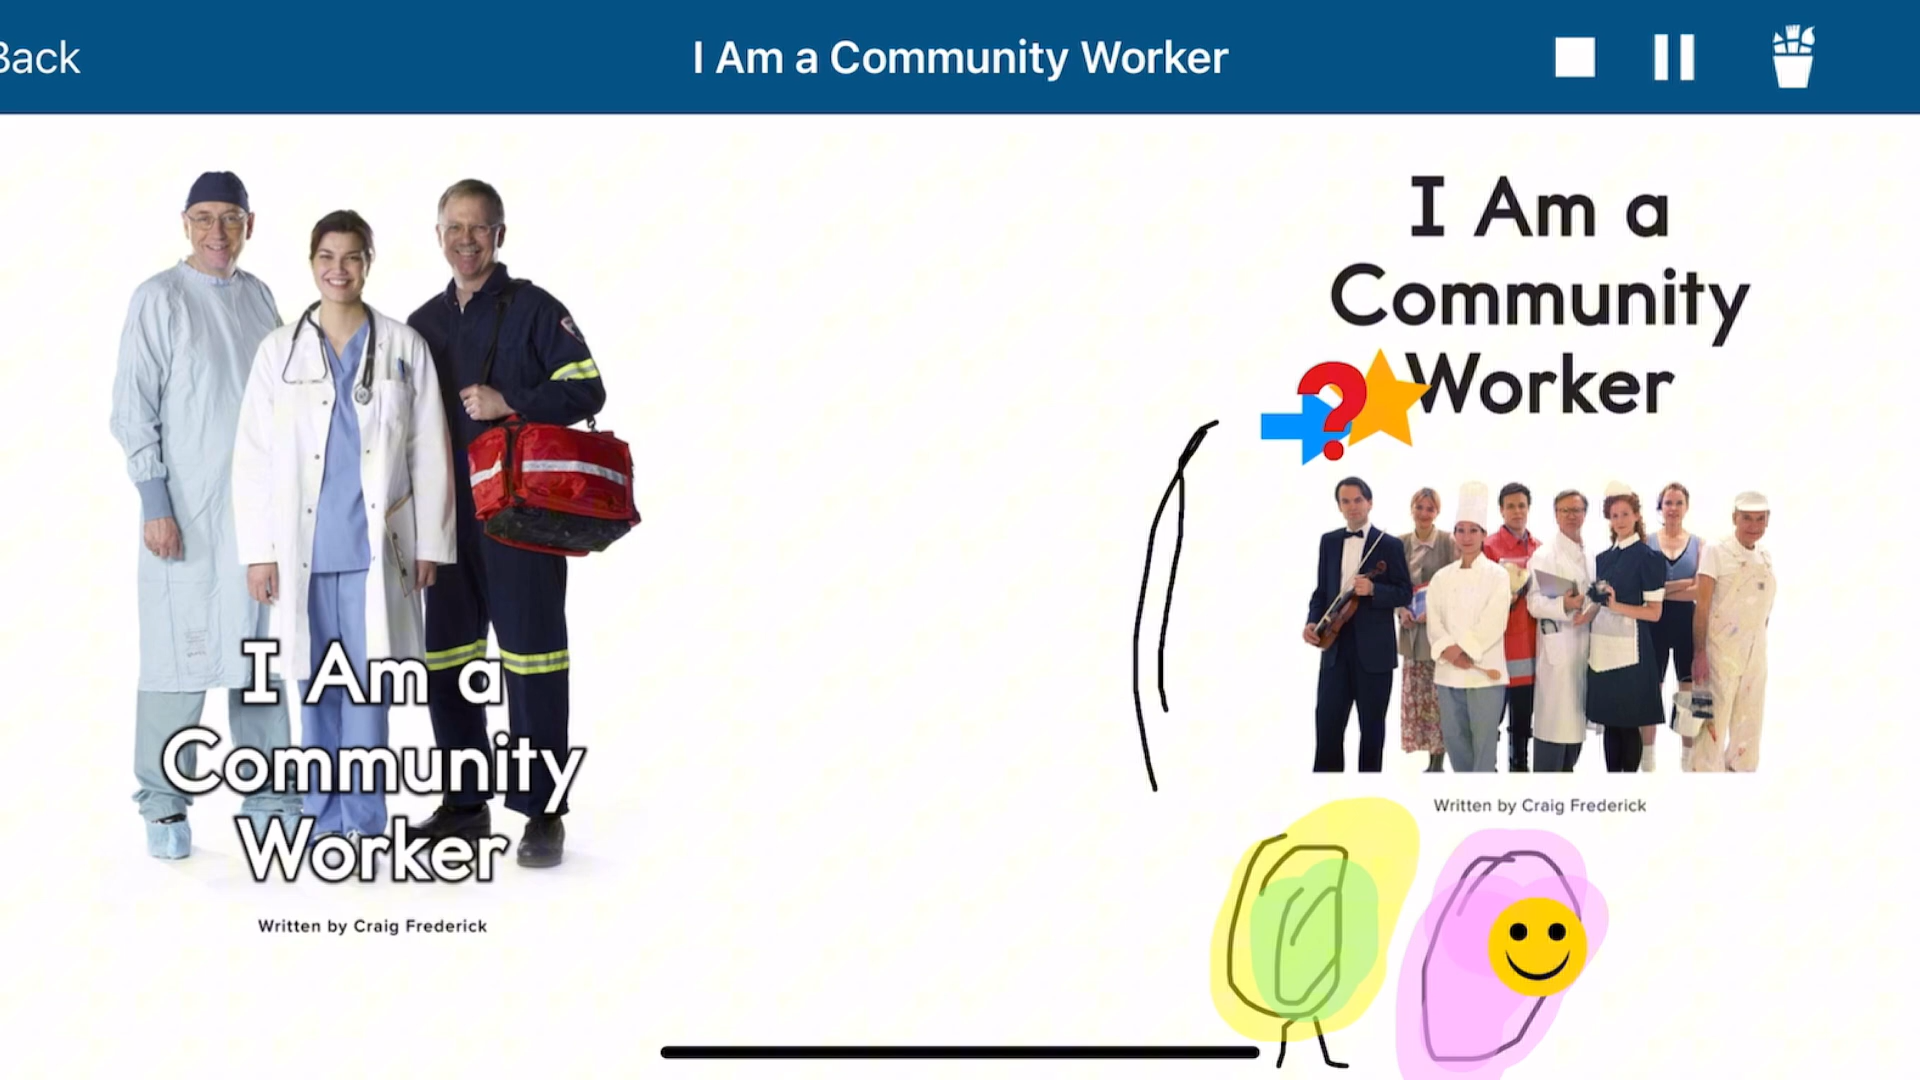 Back
I Am a Community Worker
I Am a
Community
Worker
Written by Craig Frederick
I Am a
Community
Worker
?
Written by Craig Frederick